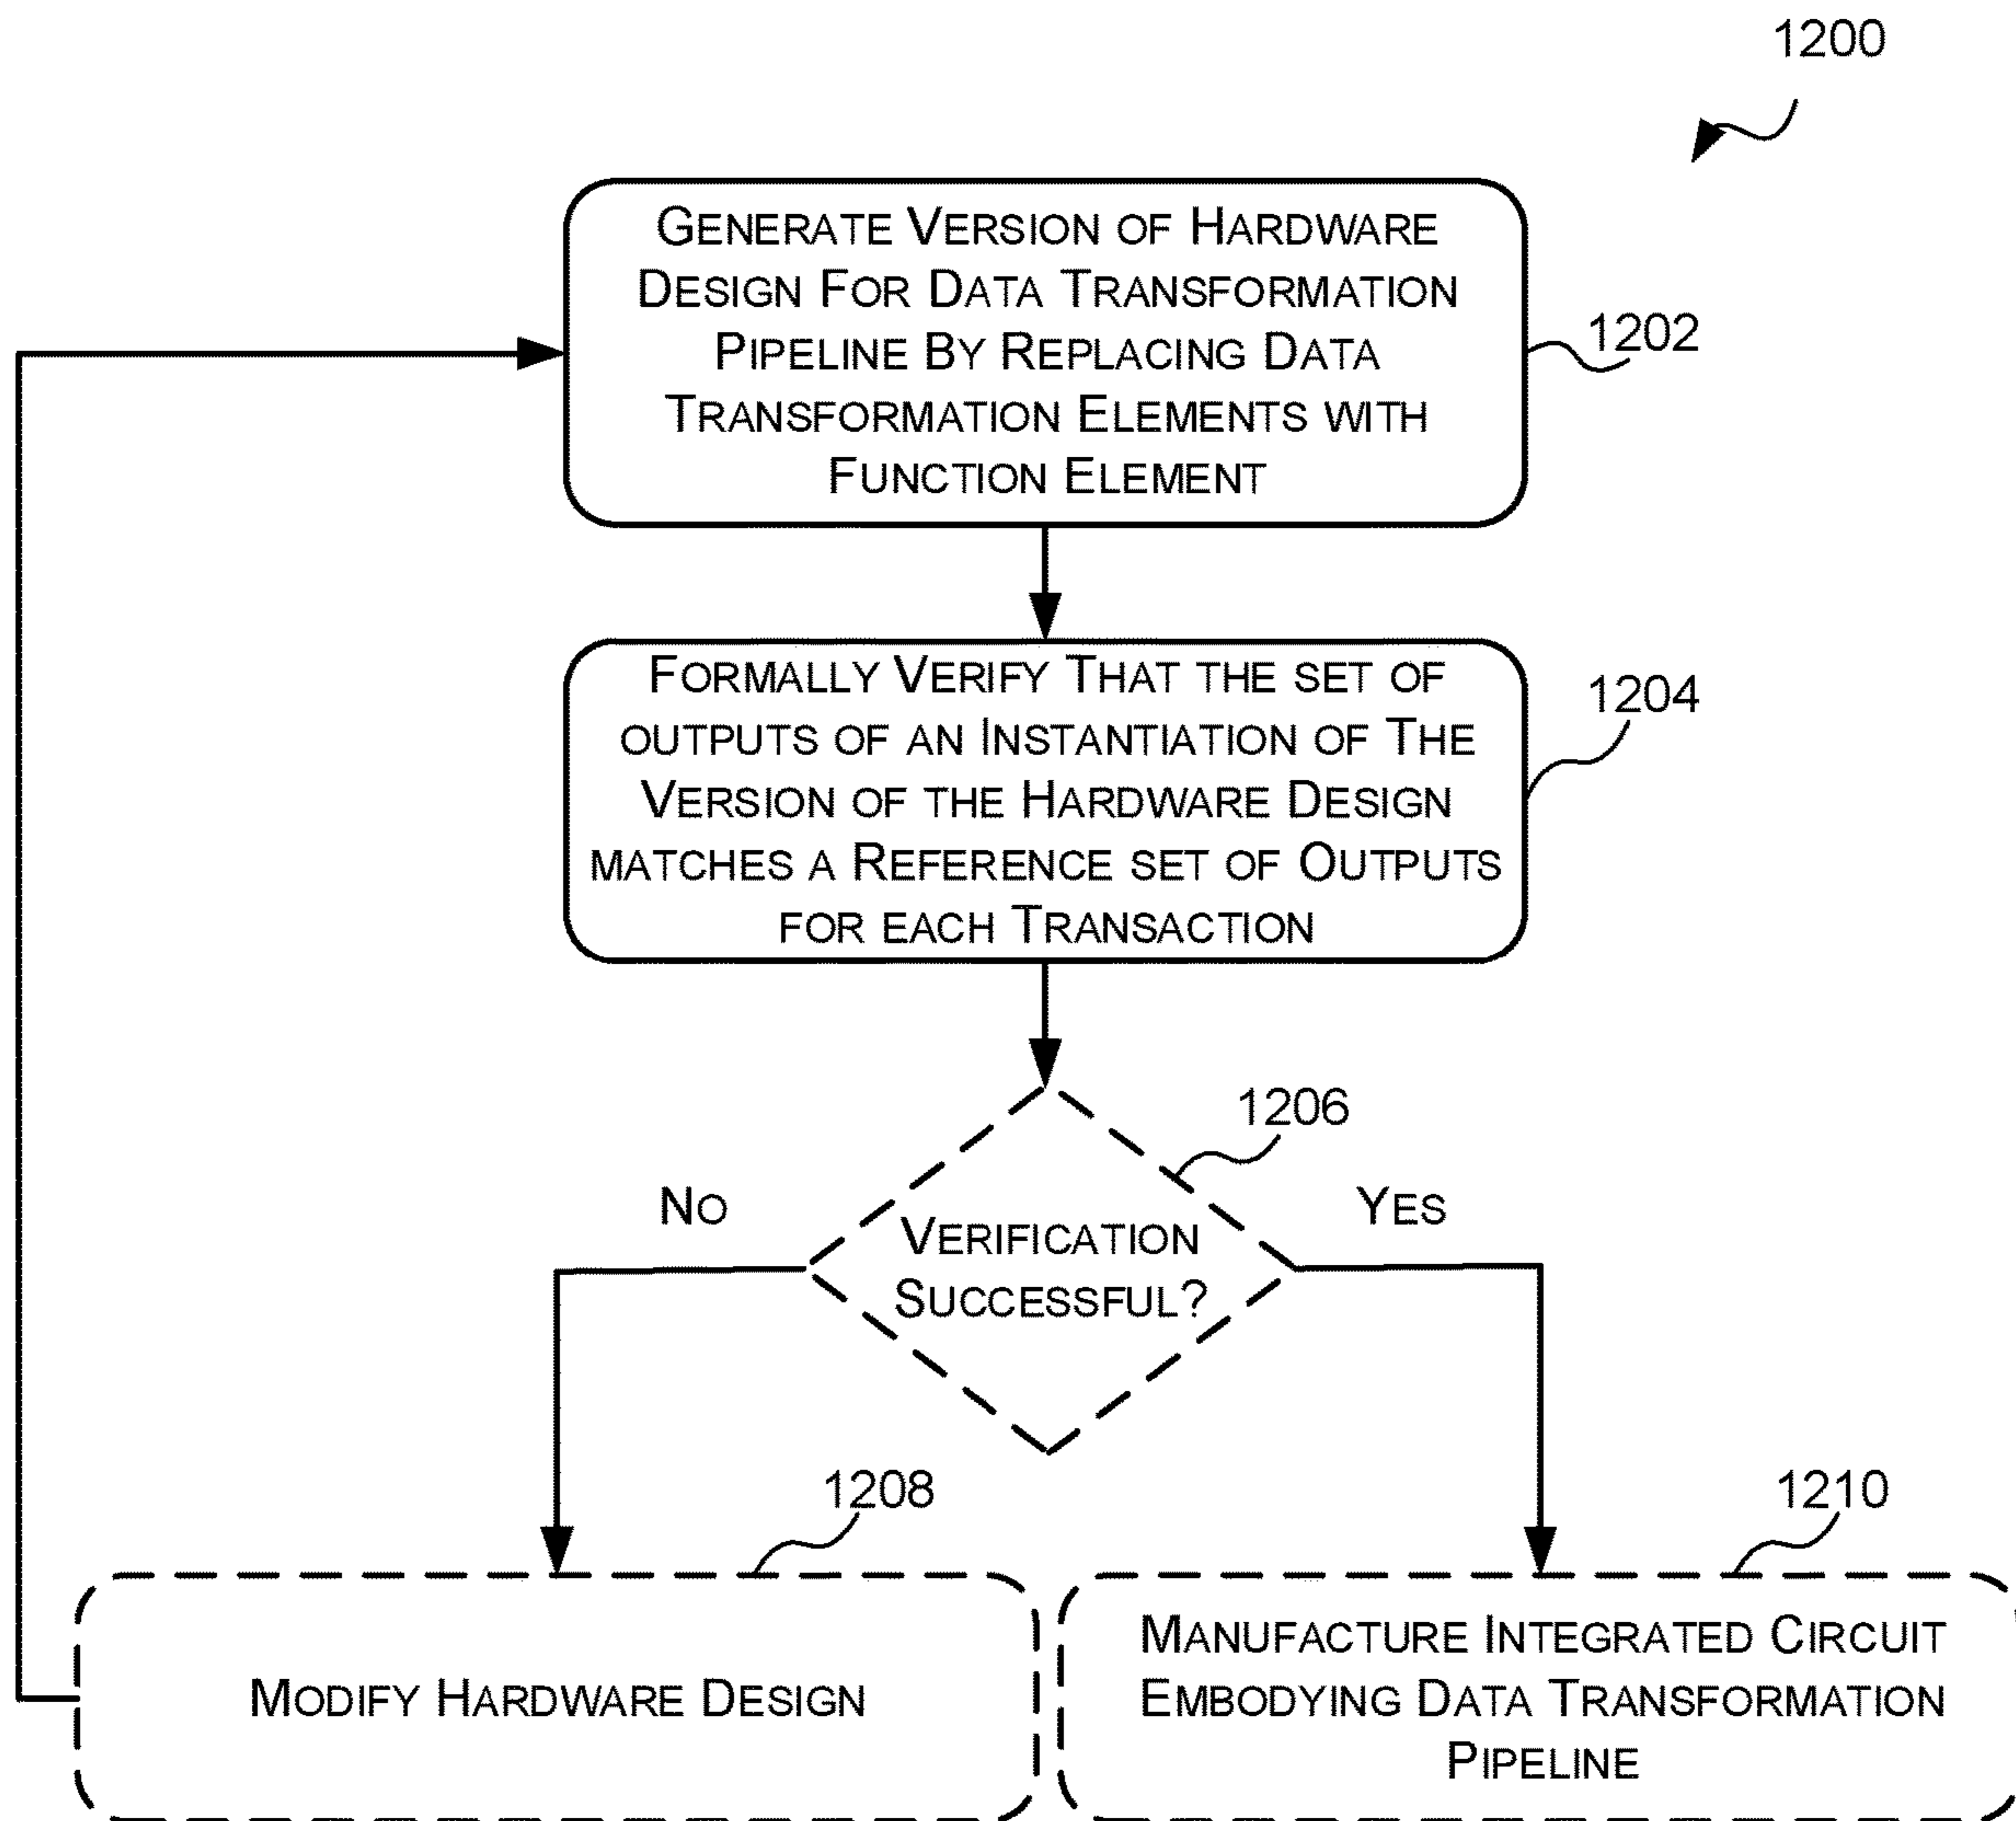 1200
GENERATE VERSION OF HARDWARE
DESIGN FOR DATA TRANSFORMATION
PIPELINE BY REPLACING DATA
TRANSFORMATION ELEMENTS WITH
FUNCTION ELEMENT
1202
FORMALLY VERIFY THAT THE SET OF
OUTPUTS OF AN INSTANTIATION OF THE
VERSION OF THE HARDWARE DESIGN
MATCHES A REFERENCE SET OF OUTPUTS
FOR EACH TRANSACTION
1204
1206
NO
YES
VERIFICATION
SUCCESSFUL?
1208
1210
MODIFY HARDWARE DESIGN
MANUFACTURE INTEGRATED CIRCUIT
EMBODYING DATA TRANSFORMATION
PIPELINE